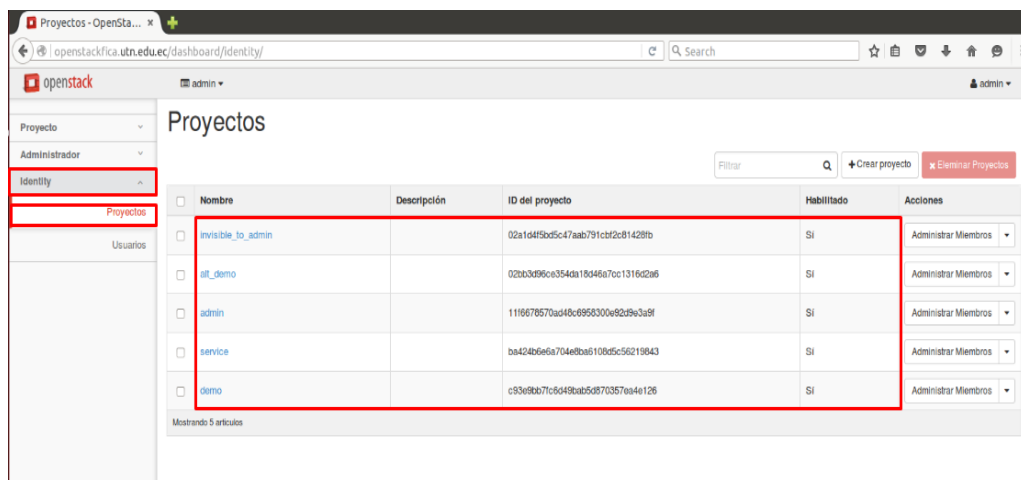 Proyectos - OpenSta... ×
openstackfica.utn.edu.ec/dashboard/identity/
Search
openstack
admin
admin
Proyecto
Administrador
Identity
Proyectos
Usuarios
Proyectos
Filtrar
+Crear proyecto
×Eleminar Proyectos
Nombre Descripción ID del proyecto Habilitado Acciones
invisible_to_admin 02a1d4f5bd5c47aab791cbf2c81428fb Sí Administrar Miembros
alt_demo 02bb3d96ce354da18d46a7cc1316d2a6 Sí Administrar Miembros
admin 11f6678570ad48c6958300e92d9e3a9f Sí Administrar Miembros
service ba424b6e6a704e8ba6108d5c56219843 Sí Administrar Miembros
demo c93e9bb7fc6d49bab5d870357ea4e126 Sí Administrar Miembros
Mostrando 5 artículos